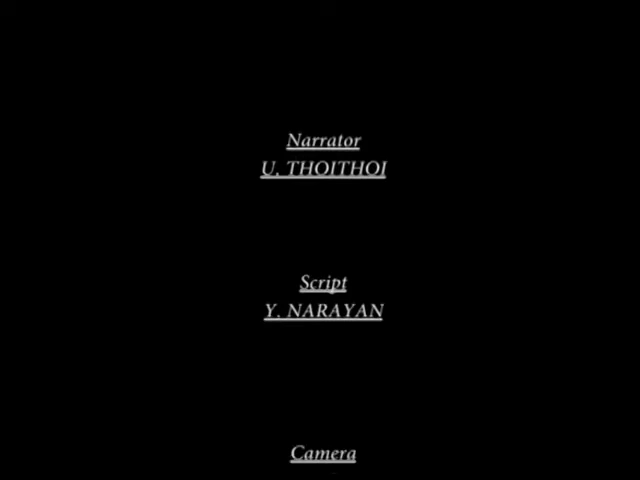 Narrator
U. THOITHOI
Script
Y. NARAYAN
Camera